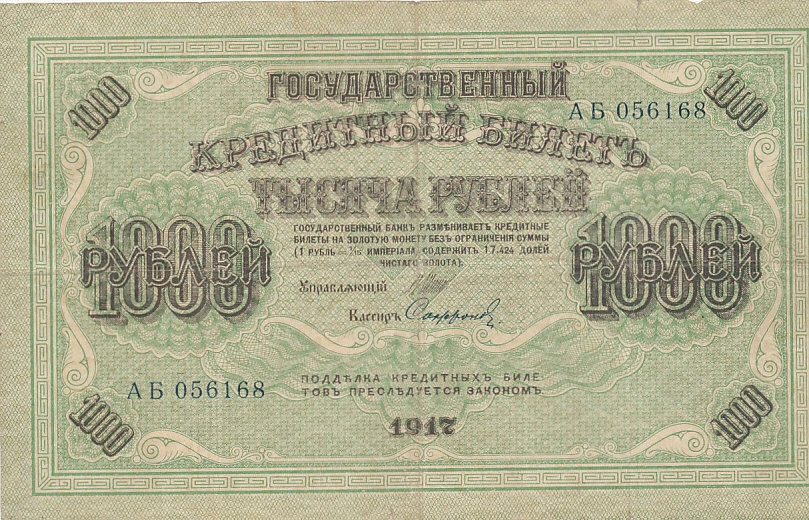 1000
ГОСУДАРСТВЕННЫЙ
1000
АБ 056168
КРЕДИТНЫЙ БИЛЕТЪ
ТЫСЯЧА РУБЛЕЙ
ГОСУДАРСТВЕННЫЙ БАНКЪ РАЗМѢНИВАЕТЪ КРЕДИТНЫЕ
БИЛЕТЫ НА ЗОЛОТУЮ МОНЕТУ БЕЗЪ ОГРАНИЧЕНІЯ СУММЫ
(1 РУБЛЬ = 1/15 ИМПЕРІАЛА, СОДЕРЖИТЪ 17,424 ДОЛЕЙ
ЧИСТАГО ЗОЛОТА).
1000
РУБЛЕЙ
1000
РУБЛЕЙ
Управляющій
Кассиръ Сафронов
АБ 056168
ПОДДѢЛКА КРЕДИТНЫХЪ БИЛЕ-
ТОВЪ ПРЕСЛѢДУЕТСЯ ЗАКОНОМЪ.
1917
1000
1000